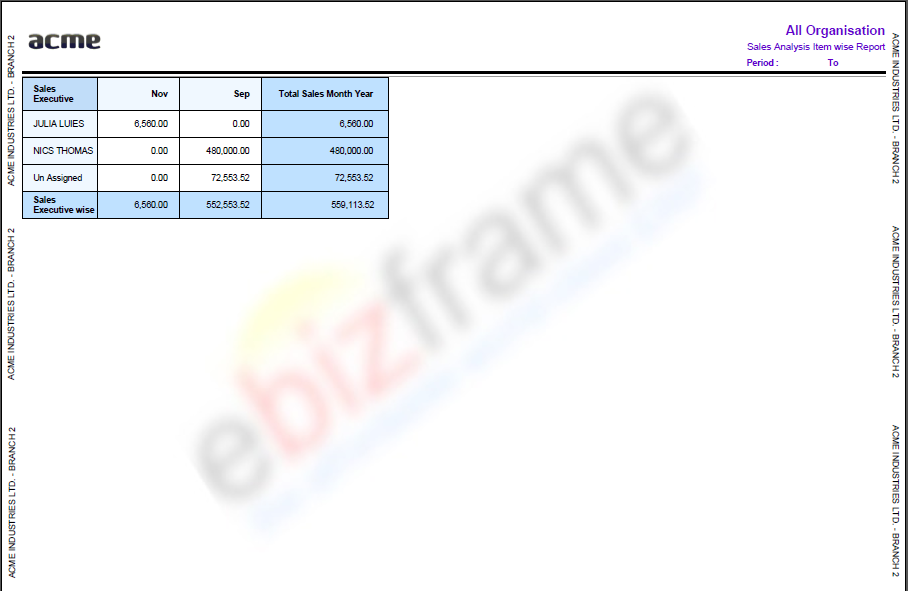 acme
All Organisation
Sales Analysis Item wise Report
Period : To
Sales Executive Nov Sep Total Sales Month Year
JULIA LUIES 6,560.00 0.00 6,560.00
NICS THOMAS 0.00 480,000.00 480,000.00
Un Assigned 0.00 72,553.52 72,553.52
Sales Executive wise 6,560.00 552,553.52 559,113.52
ACME INDUSTRIES LTD. - BRANCH 2
ACME INDUSTRIES LTD. - BRANCH 2
ACME INDUSTRIES LTD. - BRANCH 2
ACME INDUSTRIES LTD. - BRANCH 2
ACME INDUSTRIES LTD. - BRANCH 2
ACME INDUSTRIES LTD. - BRANCH 2
ebizframe